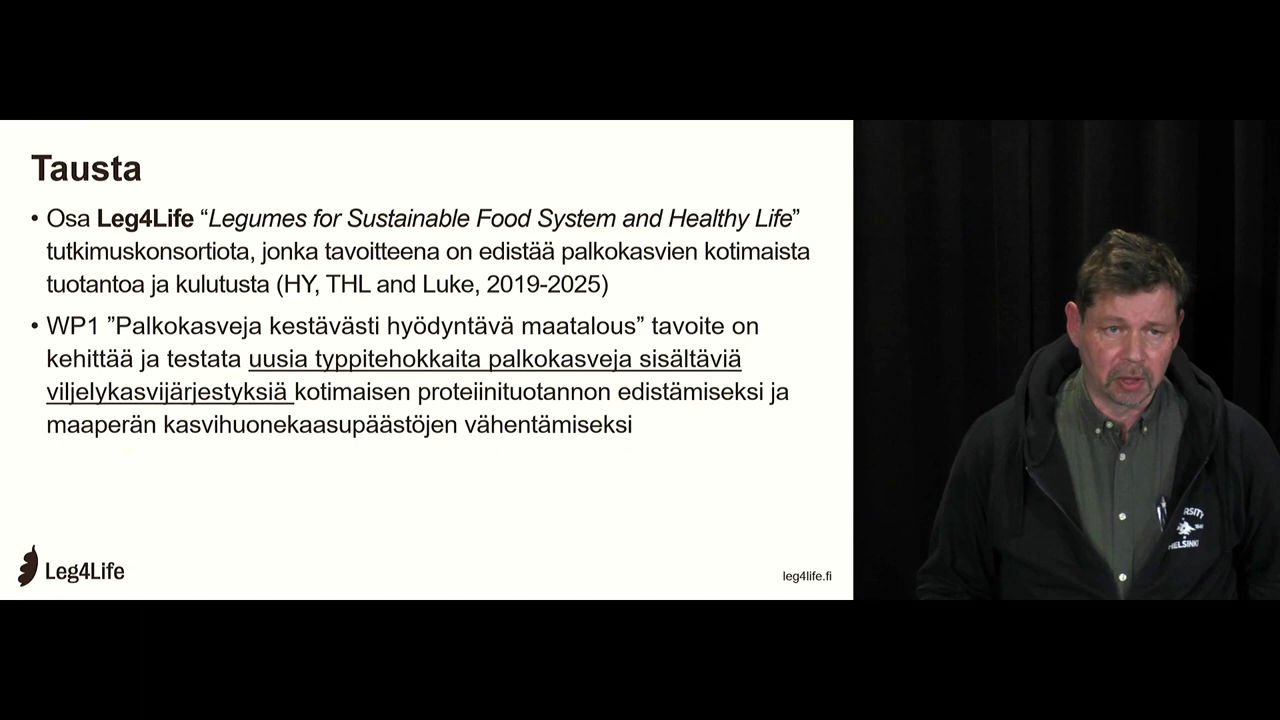 Tausta
• Osa Leg4Life “Legumes for Sustainable Food System and Healthy Life”
tutkimuskonsortiota, jonka tavoitteena on edistää palkokasvien kotimaista
tuotantoa ja kulutusta (HY, THL and Luke, 2019-2025)
• WP1 ”Palkokasveja kestävästi hyödyntävä maatalous” tavoite on
kehittää ja testata uusia typpitehokkaita palkokasveja sisältäviä
viljelykasvijärjestyksiä kotimaisen proteiinituotannon edistämiseksi ja
maaperän kasvihuonekaasupäästöjen vähentämiseksi
Leg4Life
leg4life.fi
RSITY
HELSINKI